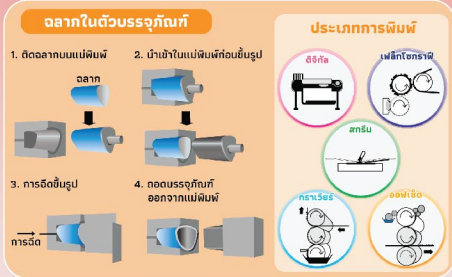 ฉลากในตัวบรรจุภัณฑ์
1. ติดฉลากบนแม่พิมพ์
ฉลาก
2. นำเข้าในแม่พิมพ์ก่อนขึ้นรูป
3. การฉีดขึ้นรูป
การฉีด
4. ถอดบรรจุภัณฑ์
ออกจากแม่พิมพ์
ประเภทการพิมพ์
ดิจิทัล
เฟล็กโซกราฟี
สกรีน
กราเวียร์
ออฟเซ็ต